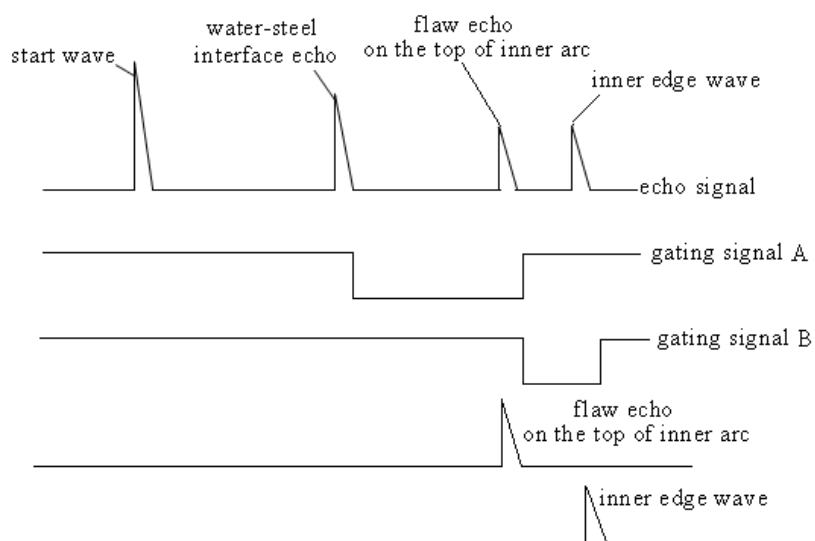 start wave
water-steel
interface echo
flaw echo
on the top of inner arc
inner edge wave
echo signal
gating signal A
gating signal B
flaw echo
on the top of inner arc
inner edge wave